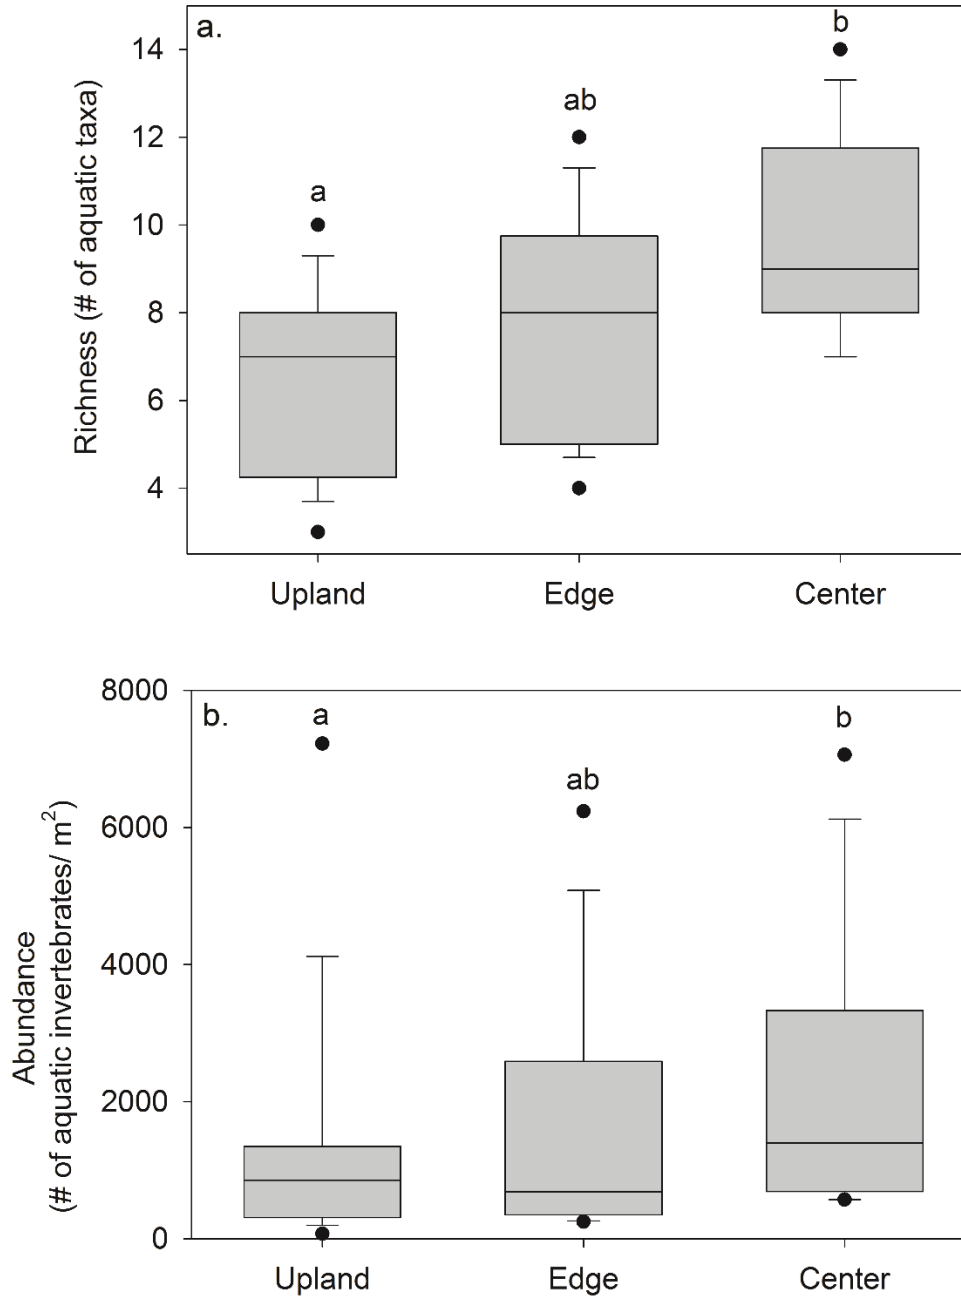 a.
b
14
ab
12
a
10
8
6
4
Richness (# of aquatic taxa)
Upland Edge Center
8000
b.
a
b
ab
6000
4000
2000
0
Abundance
(# of aquatic invertebrates/ m²)
Upland Edge Center